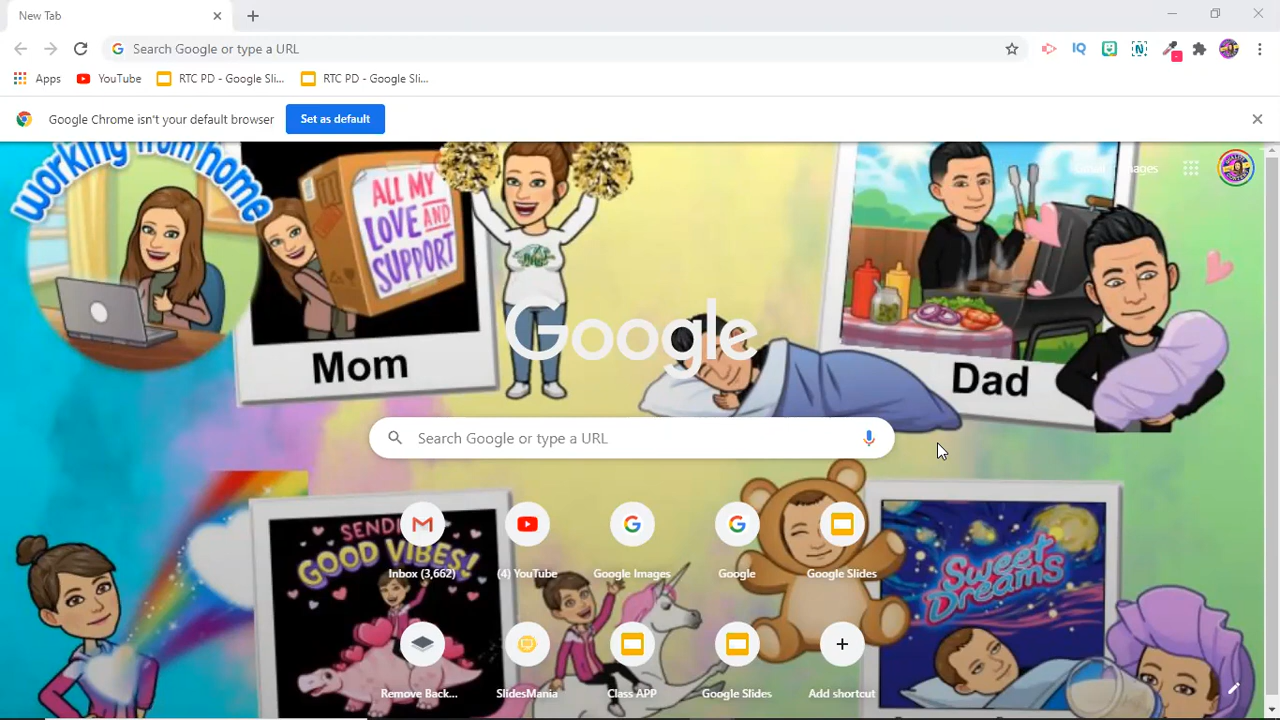 New Tab
Search Google or type a URL
Apps
YouTube
RTC PD - Google Sli...
RTC PD - Google Sli...
Google Chrome isn't your default browser
Set as default
working from home
ALL MY
LOVE AND
SUPPORT
Mom
Dad
Images
Google
Search Google or type a URL
Inbox (3,662)
(4) YouTube
Google Images
Google
Google Slides
GOOD VIBES!
Sweet
Dreams
Remove Back...
SlidesMania
Class APP
Google Slides
Add shortcut